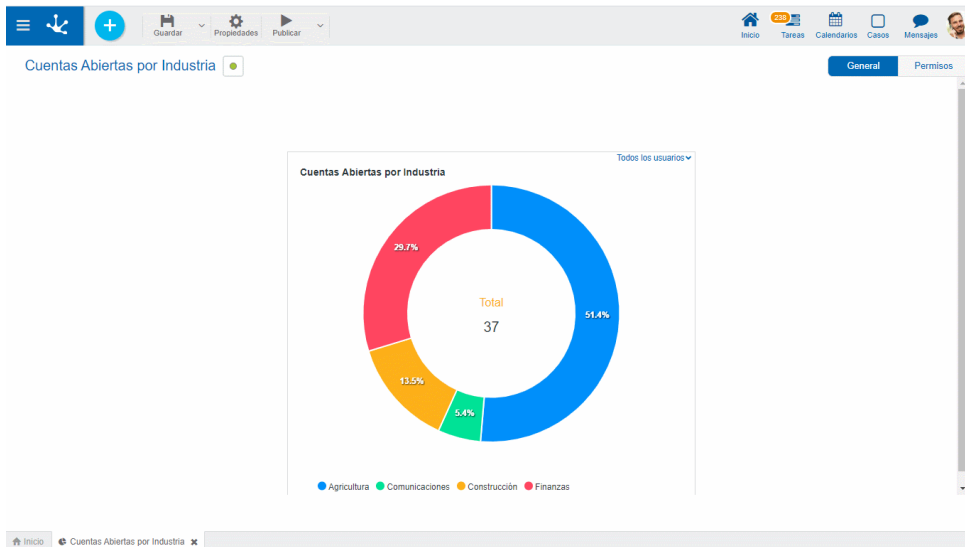 Guardar
Propiedades
Publicar
Inicio
238
Tareas
Calendarios
Casos
Mensajes
Cuentas Abiertas por Industria
General
Permisos
Todos los usuarios
Cuentas Abiertas por Industria
29.7%
Total
37
51.4%
13.5%
5.4%
Agricultura Comunicaciones Construcción Finanzas
Inicio Cuentas Abiertas por Industria